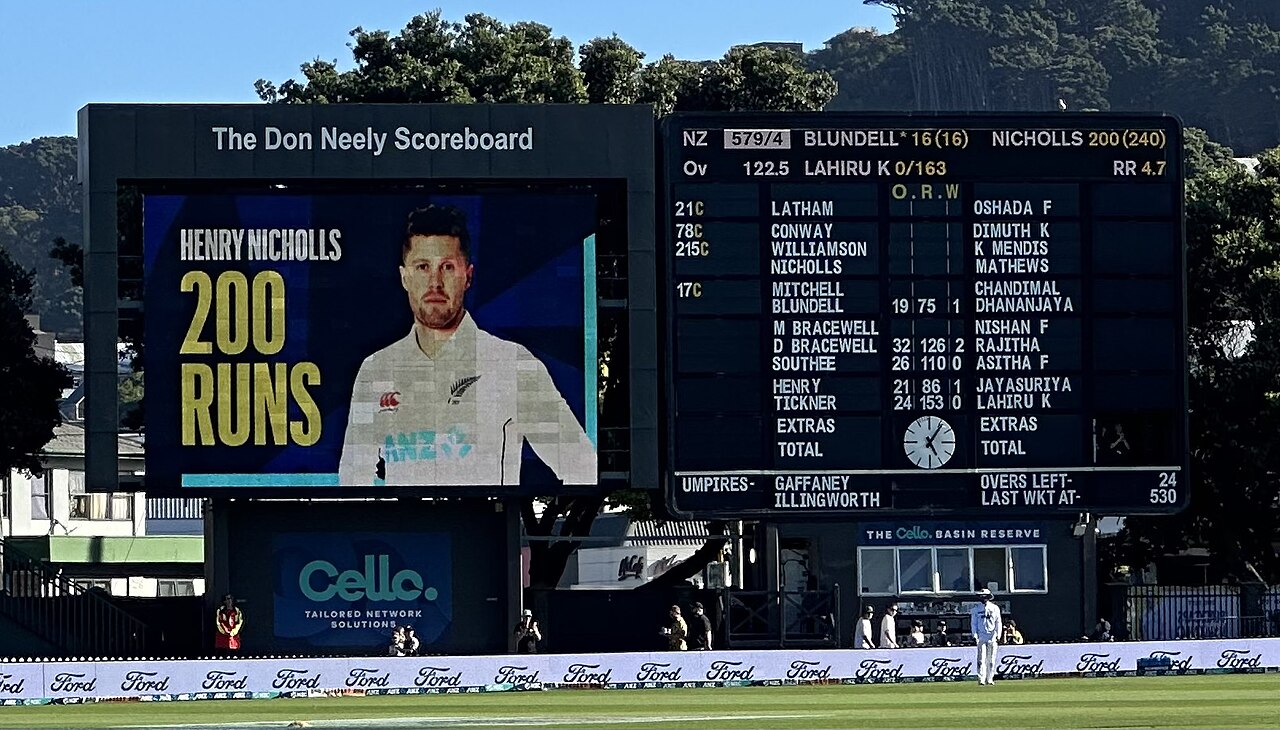 The Don Neely Scoreboard
HENRY NICHOLLS
200
RUNS
ANZ
NZ 579/4 BLUNDELL* 16(16) NICHOLLS 200(240)
Ov 122.5 LAHIRU K 0/163 RR 4.7
O.R.W
21C LATHAM OSHADA F
78C CONWAY DIMUTH K
215C WILLIAMSON K MENDIS
NICHOLLS MATHEWS
17C MITCHELL CHANDIMAL
BLUNDELL 19 75 1 DHANANJAYA
M BRACEWELL NISHAN F
D BRACEWELL 32 126 2 RAJITHA
SOUTHEE 26 110 0 ASITHA F
HENRY 21 86 1 JAYASURIYA
TICKNER 24 153 0 LAHIRU K
EXTRAS EXTRAS
TOTAL TOTAL
UMPIRES- GAFFANEY OVERS LEFT- 24
ILLINGWORTH LAST WKT AT- 530
Cello.
TAILORED NETWORK
SOLUTIONS
THE Cello. BASIN RESERVE
Ford Ford Ford Ford Ford Ford Ford Ford Ford Ford Ford Ford Ford Ford Ford Ford